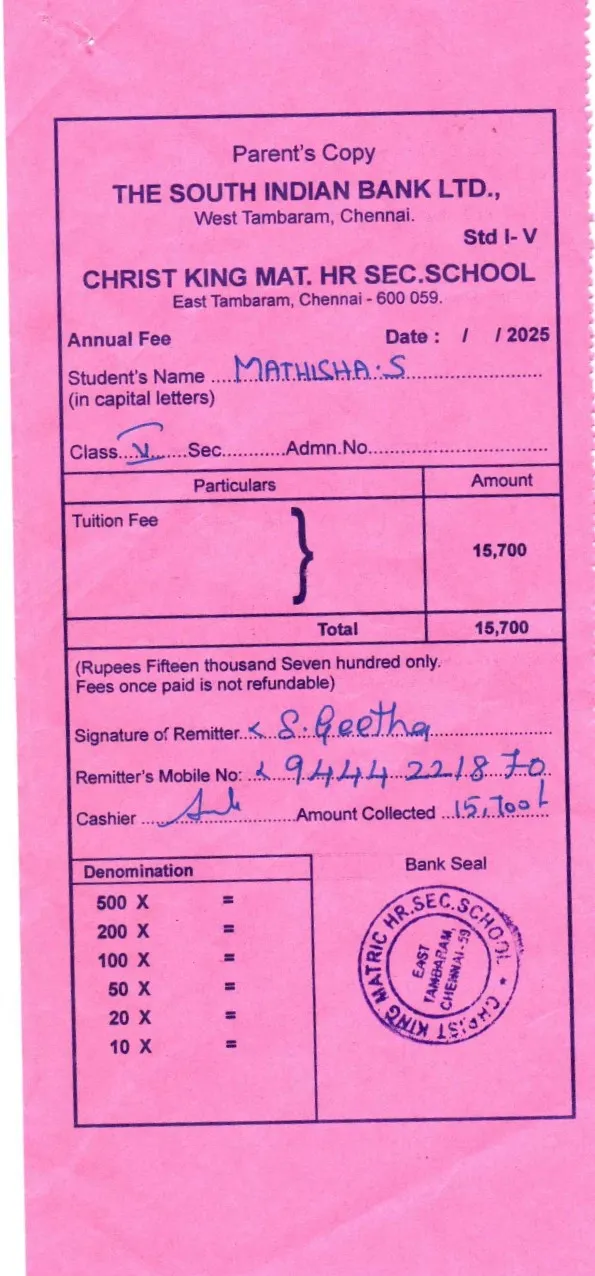 Parent's Copy
THE SOUTH INDIAN BANK LTD.,
West Tambaram, Chennai.
Std I- V
CHRIST KING MAT. HR SEC.SCHOOL
East Tambaram, Chennai - 600 059.
Annual Fee Date : / / 2025
Student's Name ....MATHISHA.S....
(in capital letters)
Class...V......Sec............Admn.No..................................
Particulars Amount
Tuition Fee } 15,700
Total 15,700
(Rupees Fifteen thousand Seven hundred only.
Fees once paid is not refundable)
Signature of Remitter.. S.Geetha
Remitter's Mobile No: .. 9444 2218 70
Cashier .................. Amount Collected ...15,700/-
Denomination Bank Seal
500 X =
200 X =
100 X =
50 X =
20 X =
10 X =
CHRIST KING MATRIC HR.SEC.SCHOOL *
EAST
TAMBARAM,
CHENNAI-59